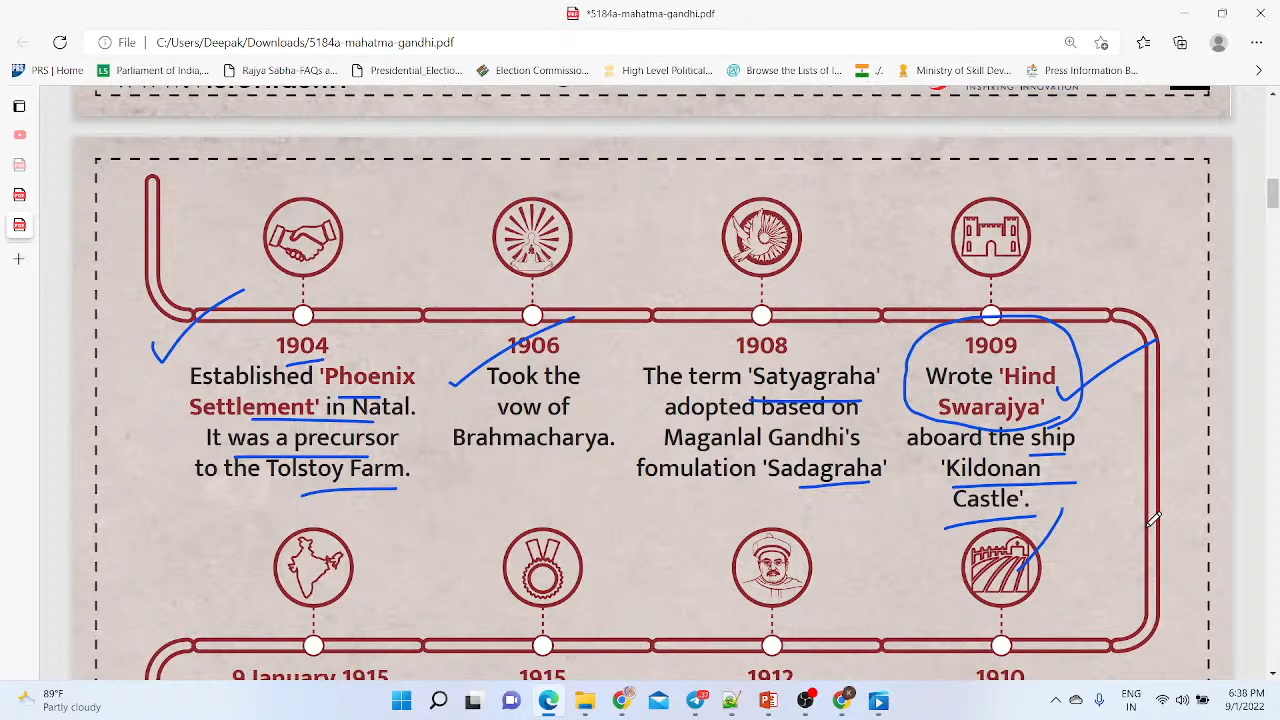 *5184a-mahatma-gandhi.pdf
File | C:/Users/Deepak/Downloads/5184a-mahatma-gandhi.pdf
PRS | Home
Parliament of India,...
Rajya Sabha-FAQs ...
Presidential_Electio...
Election Commissio...
High Level Political...
Browse the Lists of I...
./.
Ministry of Skill Dev...
Press Information B...
INSPIRING INNOVATION
1904
Established 'Phoenix
Settlement' in Natal.
It was a precursor
to the Tolstoy Farm.
1906
Took the
vow of
Brahmacharya.
1908
The term 'Satyagraha'
adopted based on
Maganlal Gandhi's
fomulation 'Sadagraha'
1909
Wrote 'Hind
Swarajya'
aboard the ship
'Kildonan
Castle'.
9 January 1915
1915
1912
1910
89°F
Partly cloudy
37
K
ENG
IN
6:38 PM
9/1/2022